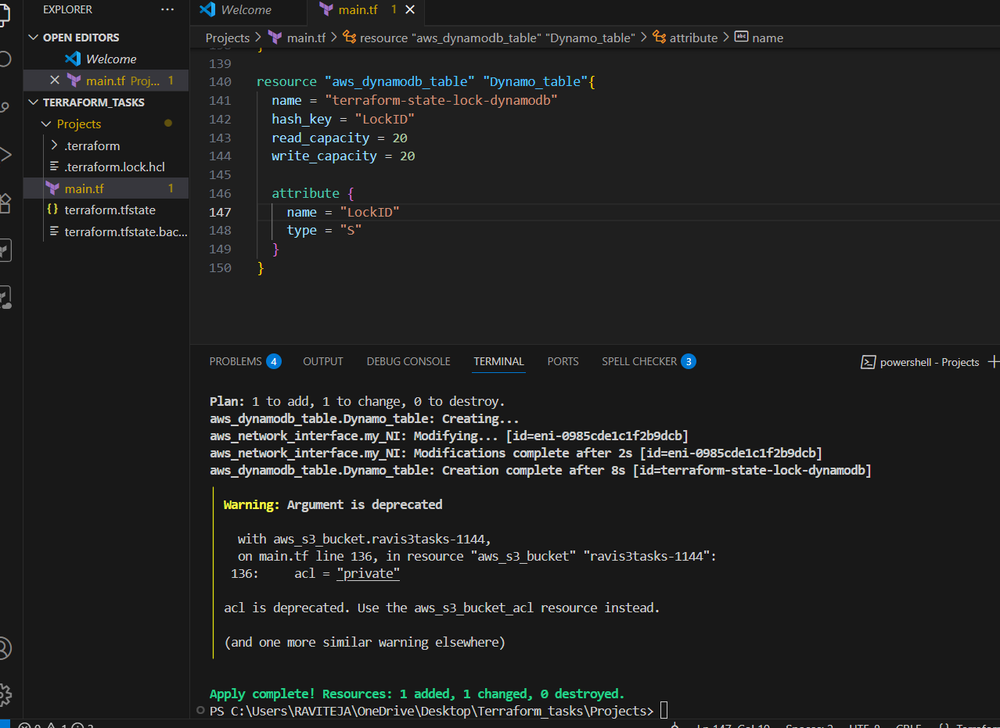 EXPLORER
Welcome
main.tf 1
OPEN EDITORS
Welcome
main.tf Proj... 1
TERRAFORM_TASKS
Projects
.terraform
.terraform.lock.hcl
main.tf 1
terraform.tfstate
terraform.tfstate.bac...
Projects > main.tf > resource "aws_dynamodb_table" "Dynamo_table" > attribute > name
138 }
139
140 resource "aws_dynamodb_table" "Dynamo_table"{
141 name = "terraform-state-lock-dynamodb"
142 hash_key = "LockID"
143 read_capacity = 20
144 write_capacity = 20
145
146 attribute {
147 name = "LockID"
148 type = "S"
149 }
150 }
PROBLEMS 4 OUTPUT DEBUG CONSOLE TERMINAL PORTS SPELL CHECKER 3 powershell - Projects
Plan: 1 to add, 1 to change, 0 to destroy.
aws_dynamodb_table.Dynamo_table: Creating...
aws_network_interface.my_NI: Modifying... [id=eni-0985cde1c1f2b9dcb]
aws_network_interface.my_NI: Modifications complete after 2s [id=eni-0985cde1c1f2b9dcb]
aws_dynamodb_table.Dynamo_table: Creation complete after 8s [id=terraform-state-lock-dynamodb]
Warning: Argument is deprecated
with aws_s3_bucket.ravis3tasks-1144,
on main.tf line 136, in resource "aws_s3_bucket" "ravis3tasks-1144":
136: acl = "private"
acl is deprecated. Use the aws_s3_bucket_acl resource instead.
(and one more similar warning elsewhere)
Apply complete! Resources: 1 added, 1 changed, 0 destroyed.
PS C:\Users\RAVITEJA\OneDrive\Desktop\Terraform_tasks\Projects>